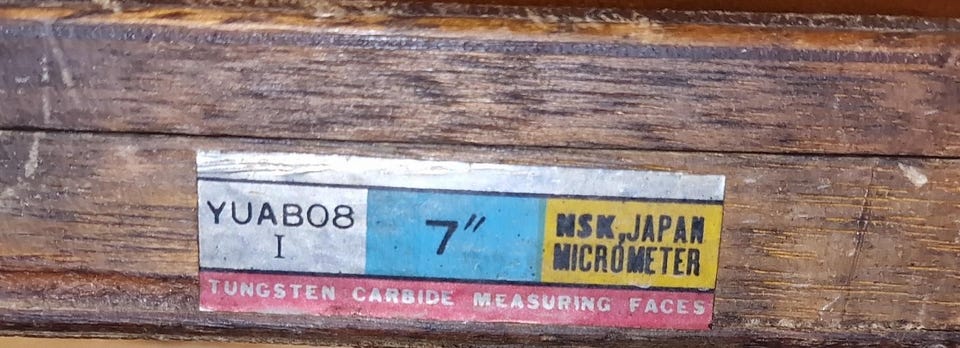 YUAB08
I
7"
NSK, JAPAN
MICROMETER
TUNGSTEN CARBIDE MEASURING FACES